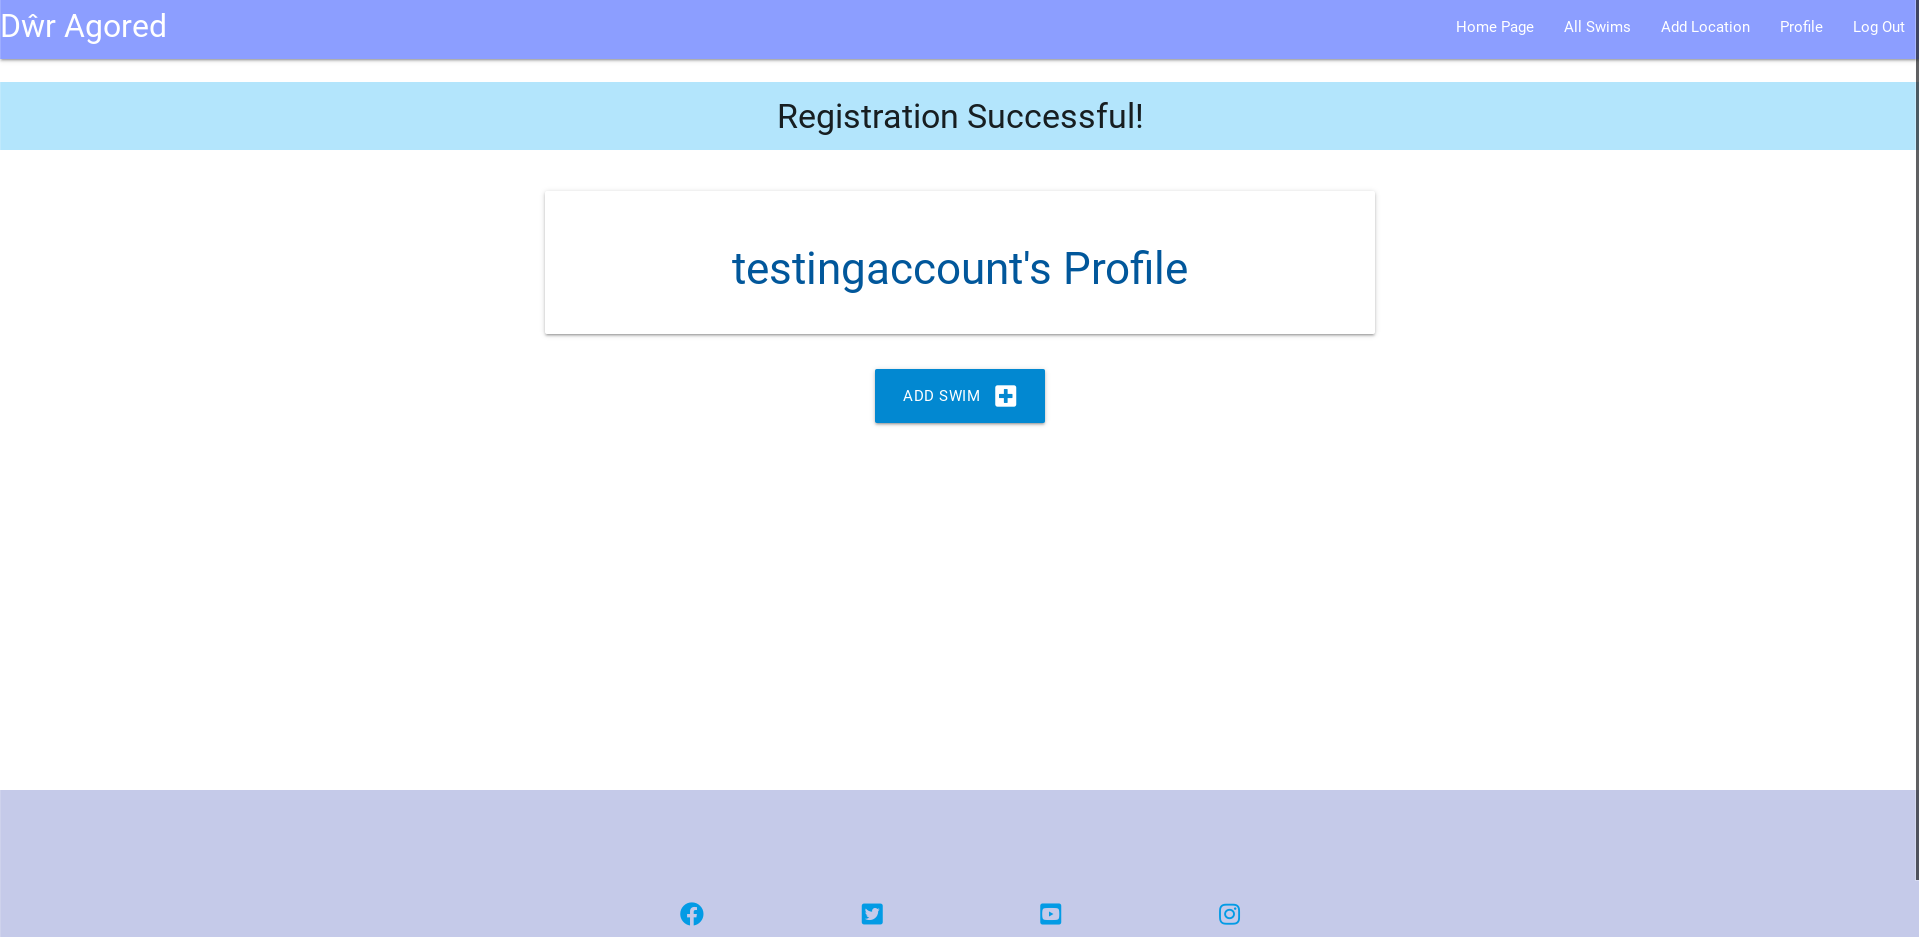 Dŵr Agored
Home Page All Swims Add Location Profile Log Out
Registration Successful!
testingaccount's Profile
ADD SWIM